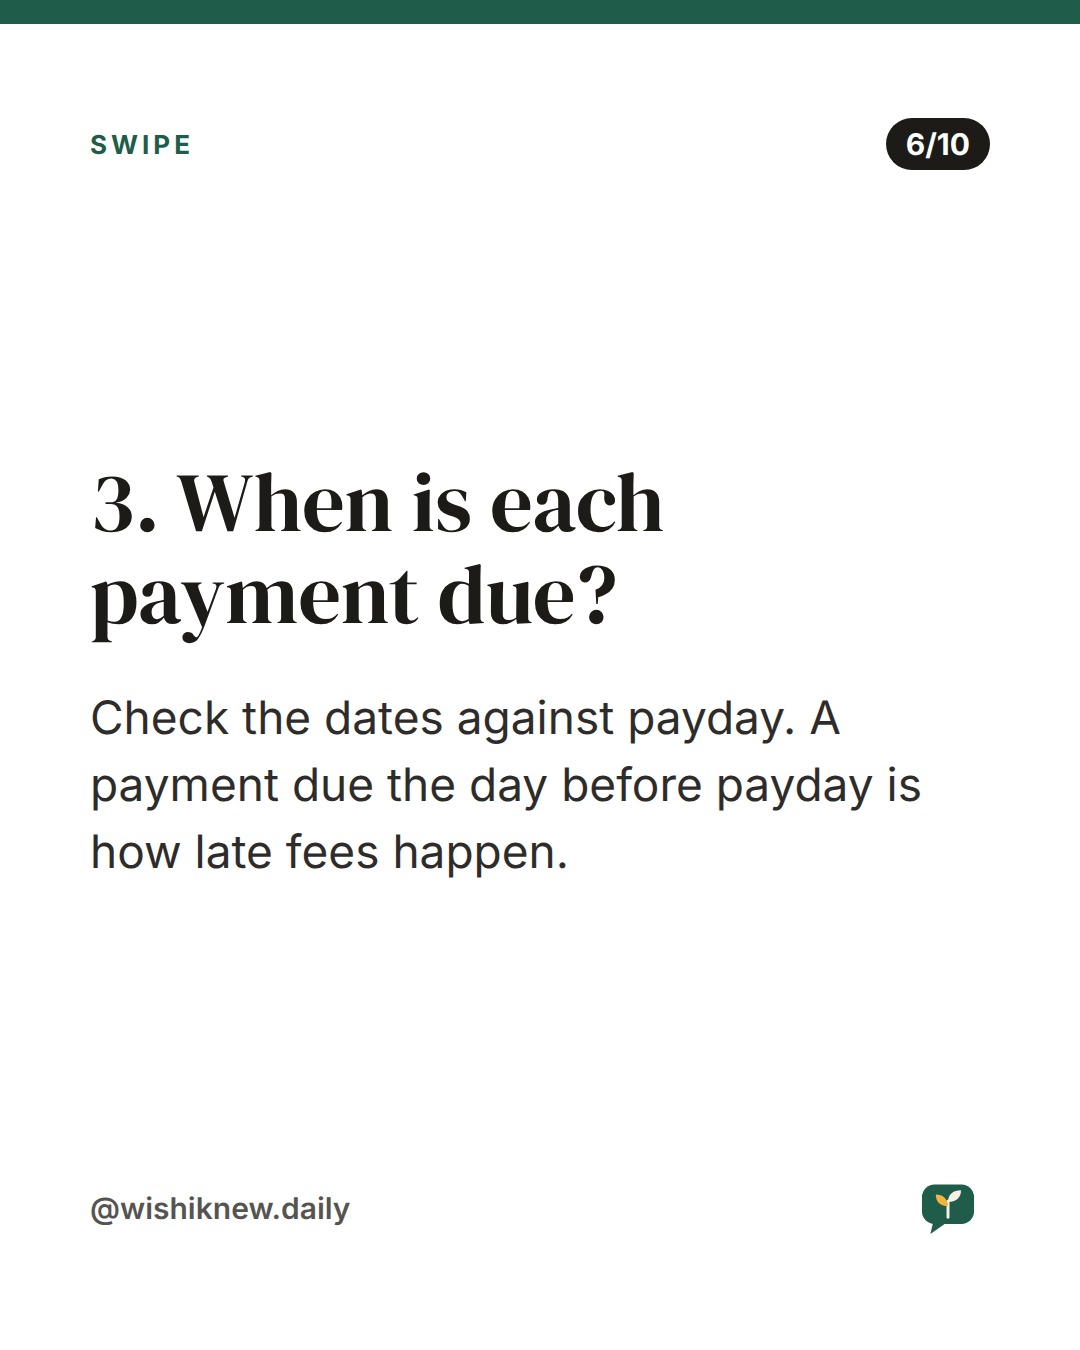 SWIPE
6/10
3. When is each
payment due?
Check the dates against payday. A
payment due the day before payday is
how late fees happen.
@wishiknew.daily